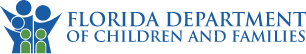 FLORIDA DEPARTMENT
OF CHILDREN AND FAMILIES